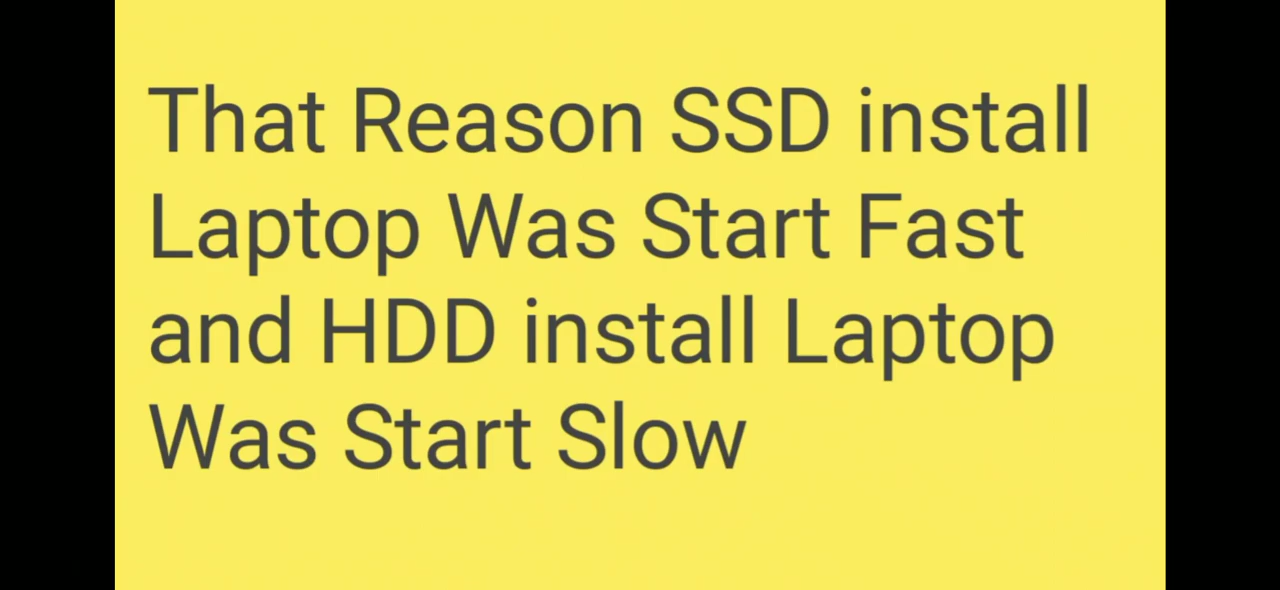 That Reason SSD install
Laptop Was Start Fast
and HDD install Laptop
Was Start Slow